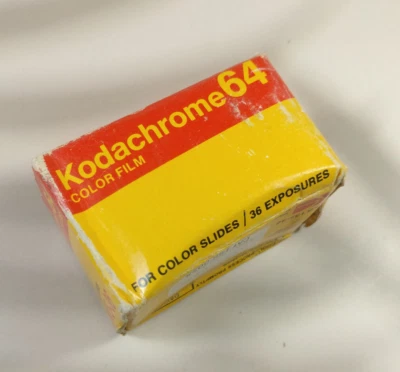 Kodachrome64
COLOR FILM
FOR COLOR SLIDES / 36 EXPOSURES